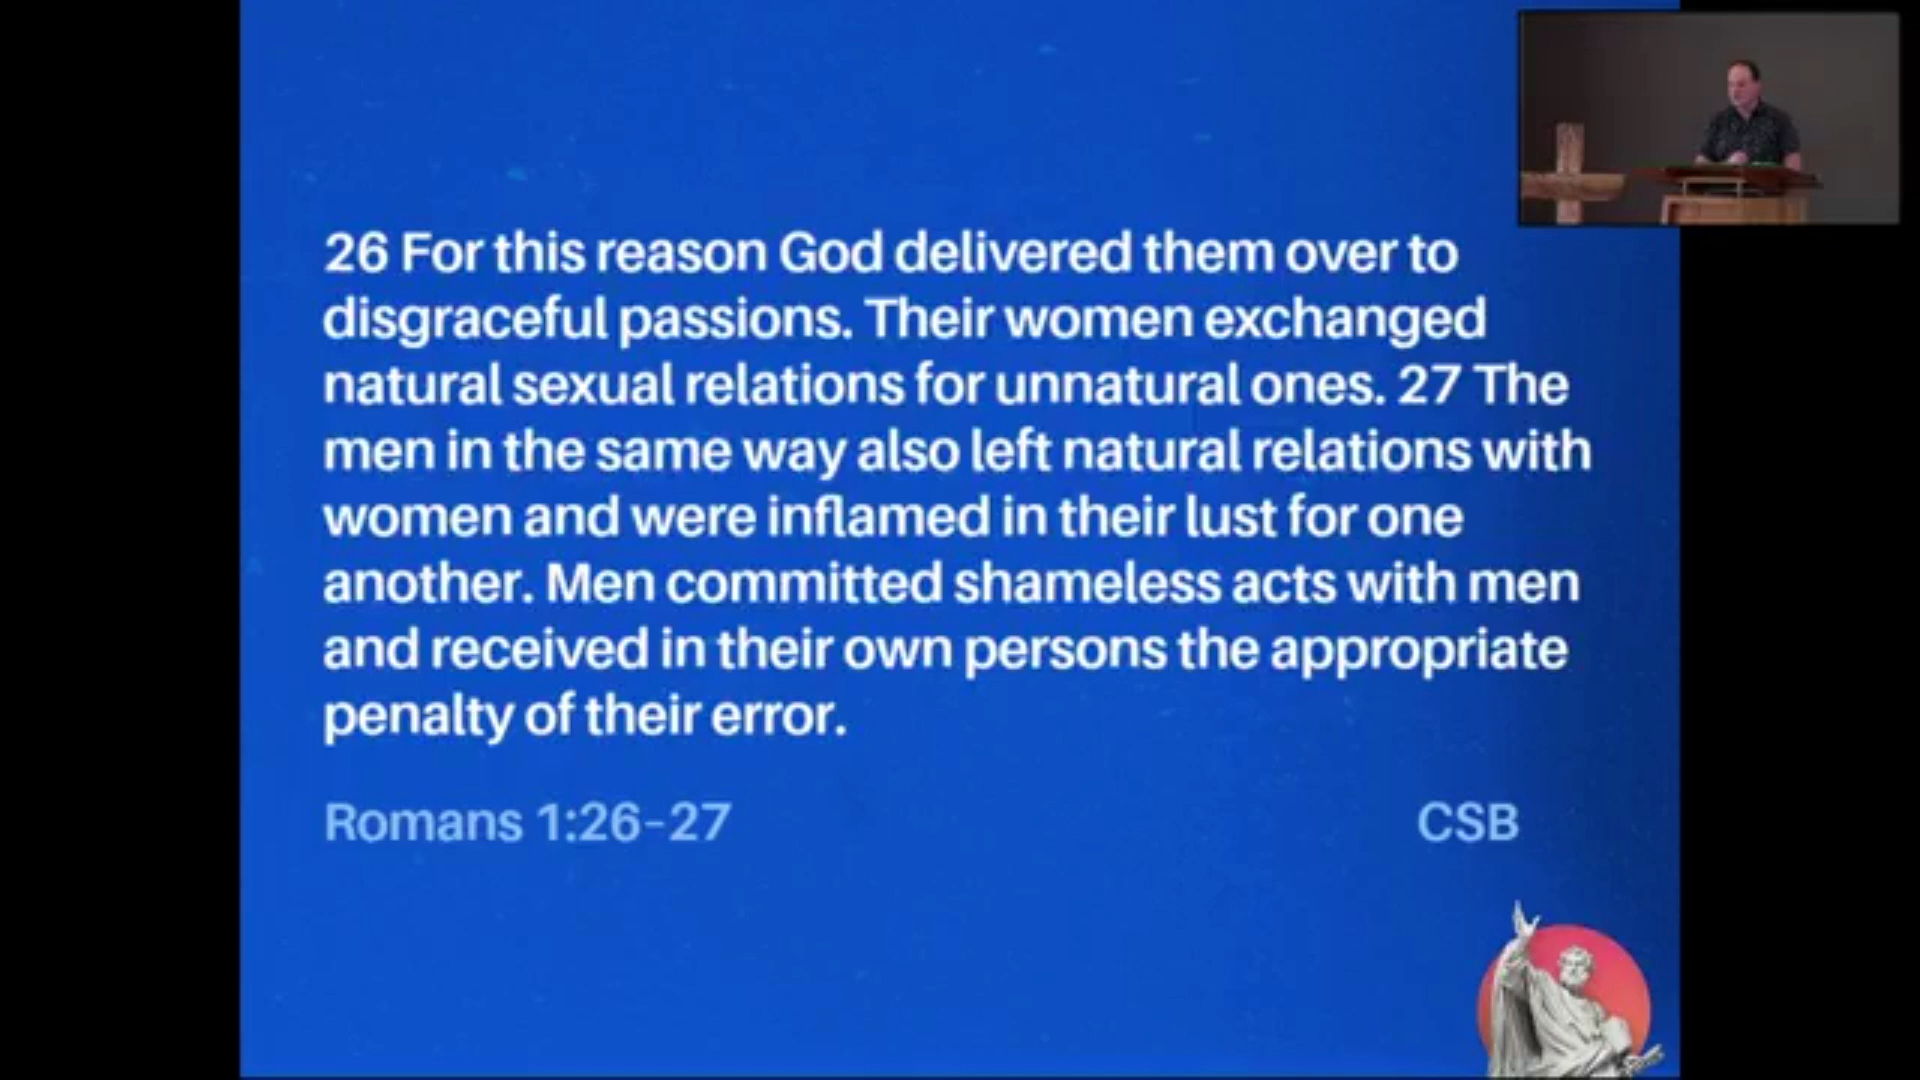 26 For this reason God delivered them over to
disgraceful passions. Their women exchanged
natural sexual relations for unnatural ones. 27 The
men in the same way also left natural relations with
women and were inflamed in their lust for one
another. Men committed shameless acts with men
and received in their own persons the appropriate
penalty of their error.
Romans 1:26-27 CSB